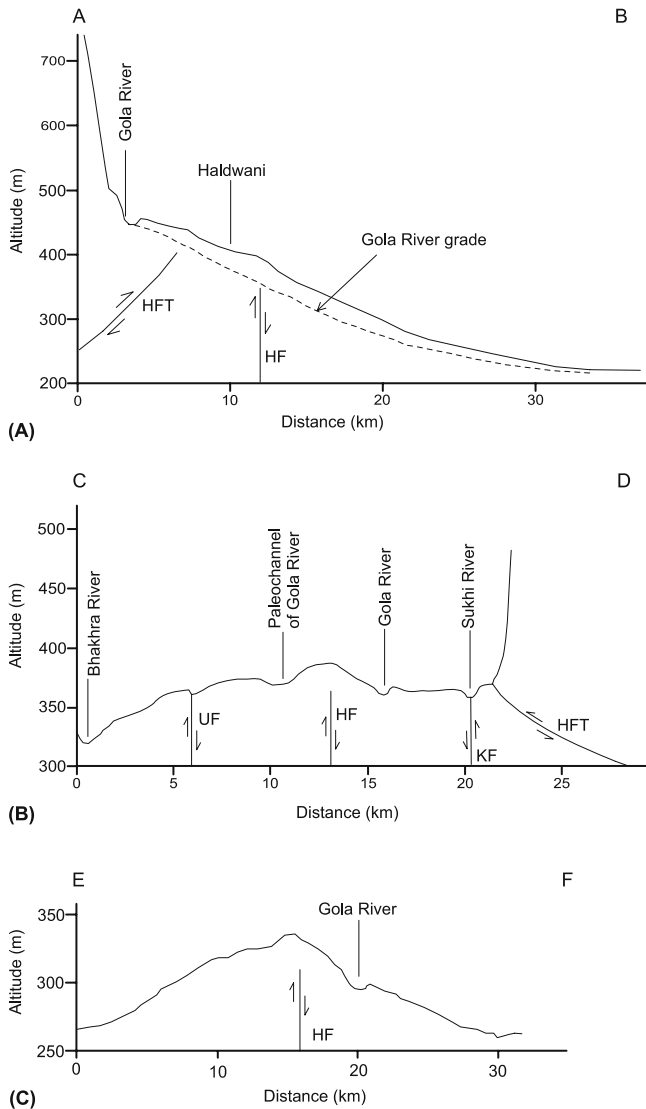 A
B
700
600
500
400
300
200
Altitude (m)
Gola River
Haldwani
Gola River grade
HFT
HF
0
10
20
30
Distance (km)
(A)
C
D
500
450
400
350
300
Altitude (m)
Bhakhra River
Paleochannel
of Gola River
Gola River
Sukhi River
UF
HF
KF
HFT
0
5
10
15
20
25
Distance (km)
(B)
E
F
350
300
250
Altitude (m)
Gola River
HF
0
10
20
30
Distance (km)
(C)